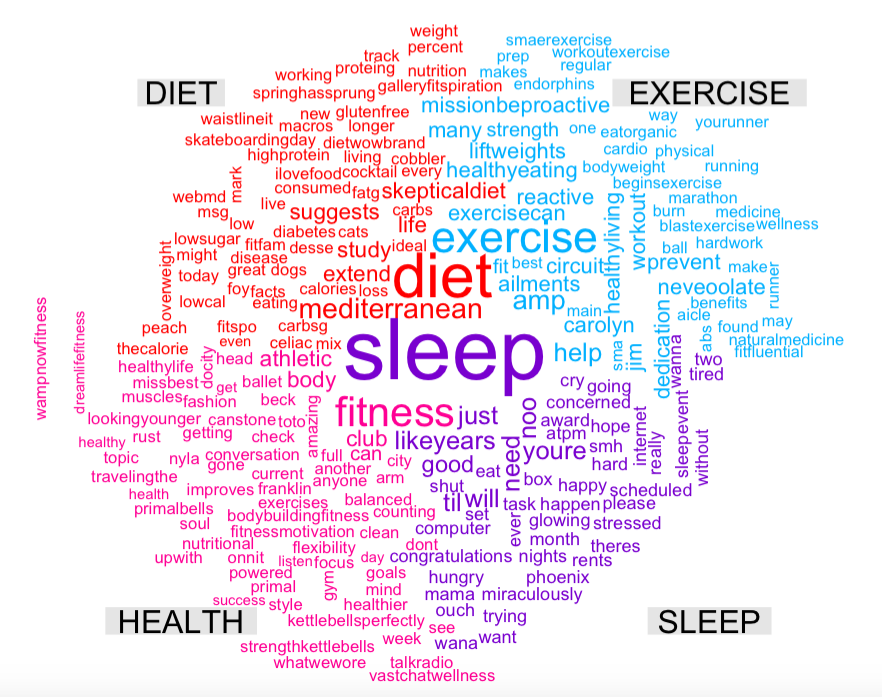 weight
percent
smaerexercise
track
prep
workoutexercise
working
proteing
nutrition
makes
regular
springhassprung
galleryfitspiration
endorphins
DIET
EXERCISE
missionbeproactive
waistlineit
new
glutenfree
way
yourunner
macros
longer
many
strength
one
eatorganic
skateboardingday
dietwowbrand
highprotein
living
cobbler
liftweights
cardio
physical
ilovefoodcocktail
every
healthyeating
bodyweight
running
mark
consumed
fatg
skepticaldiet
beginsexercise
webmd
live
reactive
marathon
msg
suggests
carbs
exercisecan
healthyliving
workout
burn
medicine
low
diabetes
cats
life
exercise
blastexercise
wellness
lowsugar
fitfam
desse
study
ideal
ball
hardwork
might
disease
diet
fit
best
circuit
wprevent
make
runner
overweight
today
great
dogs
extend
ailments
neveoolate
foy
facts
calories
loss
lowcal
eating
mediterranean
amp
main
benefits
wampnowfitness
dreamlifefitness
peach
fitspo
carbsg
carolyn
aicle
found
may
even
celiac
mix
sleep
help
sma
jim
dedication
abs
naturalmedicine
thecalorie
docity
head
athletic
wanna
two
fitfluential
healthylife
missbest
get
ballet
body
cry
going
tired
muscles
fashion
beck
fitness
just
noo
concerned
lookingyounger
canstone
toto
amazing
award
hope
internet
sleepevent
healthy
rust
getting
check
club
likeyears
need
atpm
really
without
topic
nyla
conversation
full
can
city
youre
smh
gone
another
good
eat
hard
travelingthe
current
anyone
arm
shut
box
happy
scheduled
health
improves
franklin
balanced
til
will
task
happen
please
primalbells
exercises
counting
set
ever
glowing
stressed
soul
bodybuildingfitness
computer
fitnessmotivation
clean
month
nutritional
flexibility
dont
theres
upwith
onnit
listen
focus
day
congratulations
nights
rents
powered
goals
hungry
phoenix
primal
gym
mind
mama
miraculously
success
style
healthier
ouch
trying
HEALTH
SLEEP
kettlebellsperfectly
see
week
wana
want
strengthkettlebells
whatwewore
talkradio
vastchatwellness